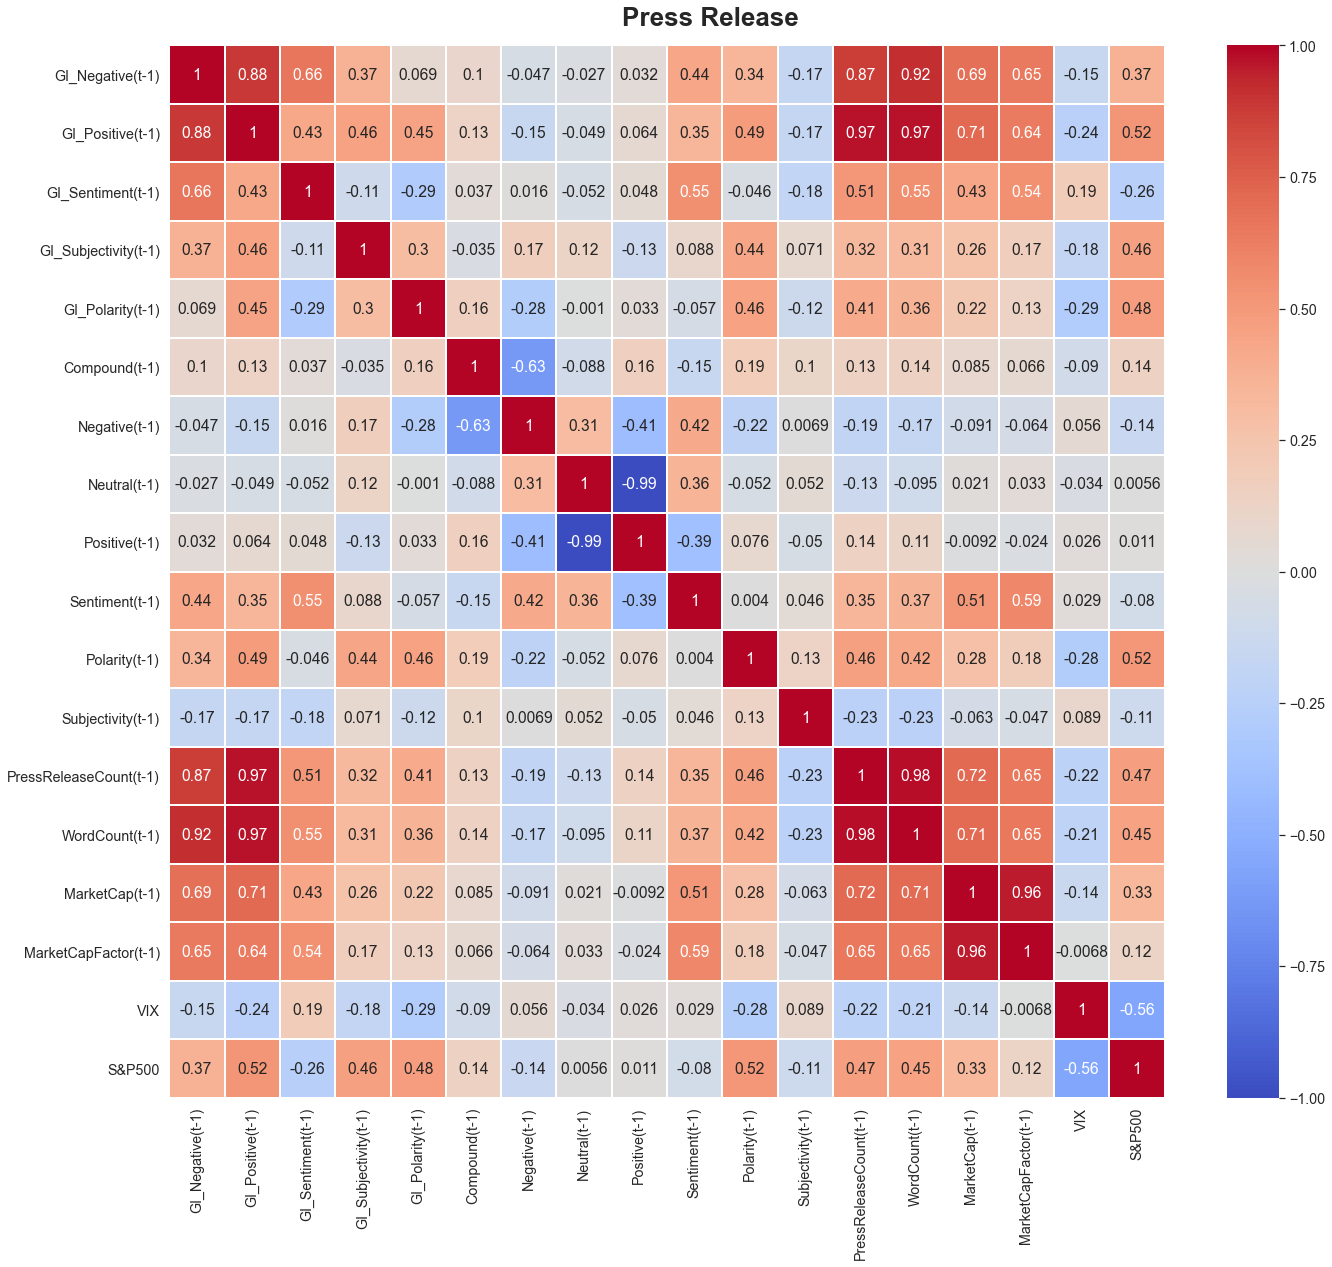 Press Release
GI_Negative(t-1) 1 0.88 0.66 0.37 0.069 0.1 -0.047 -0.027 0.032 0.44 0.34 -0.17 0.87 0.92 0.69 0.65 -0.15 0.37
GI_Positive(t-1) 0.88 1 0.43 0.46 0.45 0.13 -0.15 -0.049 0.064 0.35 0.49 -0.17 0.97 0.97 0.71 0.64 -0.24 0.52
GI_Sentiment(t-1) 0.66 0.43 1 -0.11 -0.29 0.037 0.016 -0.052 0.048 0.55 -0.046 -0.18 0.51 0.55 0.43 0.54 0.19 -0.26
GI_Subjectivity(t-1) 0.37 0.46 -0.11 1 0.3 -0.035 0.17 0.12 -0.13 0.088 0.44 0.071 0.32 0.31 0.26 0.17 -0.18 0.46
GI_Polarity(t-1) 0.069 0.45 -0.29 0.3 1 0.16 -0.28 -0.001 0.033 -0.057 0.46 -0.12 0.41 0.36 0.22 0.13 -0.29 0.48
Compound(t-1) 0.1 0.13 0.037 -0.035 0.16 1 -0.63 -0.088 0.16 -0.15 0.19 0.1 0.13 0.14 0.085 0.066 -0.09 0.14
Negative(t-1) -0.047 -0.15 0.016 0.17 -0.28 -0.63 1 0.31 -0.41 0.42 -0.22 0.0069 -0.19 -0.17 -0.091 -0.064 0.056 -0.14
Neutral(t-1) -0.027 -0.049 -0.052 0.12 -0.001 -0.088 0.31 1 -0.99 0.36 -0.052 0.052 -0.13 -0.095 0.021 0.033 -0.034 0.0056
Positive(t-1) 0.032 0.064 0.048 -0.13 0.033 0.16 -0.41 -0.99 1 -0.39 0.076 -0.05 0.14 0.11 -0.0092 -0.024 0.026 0.011
Sentiment(t-1) 0.44 0.35 0.55 0.088 -0.057 -0.15 0.42 0.36 -0.39 1 0.004 0.046 0.35 0.37 0.51 0.59 0.029 -0.08
Polarity(t-1) 0.34 0.49 -0.046 0.44 0.46 0.19 -0.22 -0.052 0.076 0.004 1 0.13 0.46 0.42 0.28 0.18 -0.28 0.52
Subjectivity(t-1) -0.17 -0.17 -0.18 0.071 -0.12 0.1 0.0069 0.052 -0.05 0.046 0.13 1 -0.23 -0.23 -0.063 -0.047 0.089 -0.11
PressReleaseCount(t-1) 0.87 0.97 0.51 0.32 0.41 0.13 -0.19 -0.13 0.14 0.35 0.46 -0.23 1 0.98 0.72 0.65 -0.22 0.47
WordCount(t-1) 0.92 0.97 0.55 0.31 0.36 0.14 -0.17 -0.095 0.11 0.37 0.42 -0.23 0.98 1 0.71 0.65 -0.21 0.45
MarketCap(t-1) 0.69 0.71 0.43 0.26 0.22 0.085 -0.091 0.021 -0.0092 0.51 0.28 -0.063 0.72 0.71 1 0.96 -0.14 0.33
MarketCapFactor(t-1) 0.65 0.64 0.54 0.17 0.13 0.066 -0.064 0.033 -0.024 0.59 0.18 -0.047 0.65 0.65 0.96 1 -0.0068 0.12
VIX -0.15 -0.24 0.19 -0.18 -0.29 -0.09 0.056 -0.034 0.026 0.029 -0.28 0.089 -0.22 -0.21 -0.14 -0.0068 1 -0.56
S&P500 0.37 0.52 -0.26 0.46 0.48 0.14 -0.14 0.0056 0.011 -0.08 0.52 -0.11 0.47 0.45 0.33 0.12 -0.56 1
GI_Negative(t-1)
GI_Positive(t-1)
GI_Sentiment(t-1)
GI_Subjectivity(t-1)
GI_Polarity(t-1)
Compound(t-1)
Negative(t-1)
Neutral(t-1)
Positive(t-1)
Sentiment(t-1)
Polarity(t-1)
Subjectivity(t-1)
PressReleaseCount(t-1)
WordCount(t-1)
MarketCap(t-1)
MarketCapFactor(t-1)
VIX
S&P500
1.00
0.75
0.50
0.25
0.00
−0.25
−0.50
−0.75
−1.00